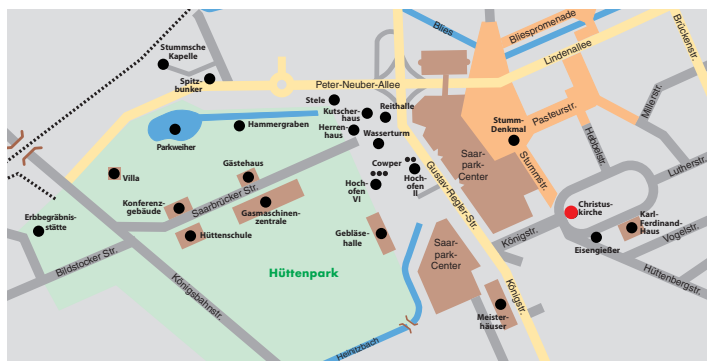 Stummsche
Kapelle
Spitz-
bunker
Peter-Neuber-Allee
Blies
Bliespromenade
Lindenallee
Brückenstr.
Stele
Kutscher-
haus
Reithalle
Herren-
haus
Wasserturm
Hammergraben
Parkweiher
Stumm-
Denkmal
Pasteurstr.
Hebbelstr.
Millerstr.
Lutherstr.
Saar-
park-
Center
Stummstr.
Gustav-Regler-Str.
Cowper
Hoch-
ofen
VI
Hoch-
ofen
II
Villa
Gästehaus
Saarbrücker Str.
Konferenz-
gebäude
Gasmaschinen-
zentrale
Hüttenschule
Erbbegräbnis-
stätte
Bildstocker Str.
Königsbahnstr.
Hüttenpark
Gebläse-
halle
Saar-
park-
Center
Königstr.
Christus-
kirche
Karl-
Ferdinand-
Haus
Eisengießer
Vogelstr.
Hüttenbergstr.
Königstr.
Meister-
häuser
Heinitzbach